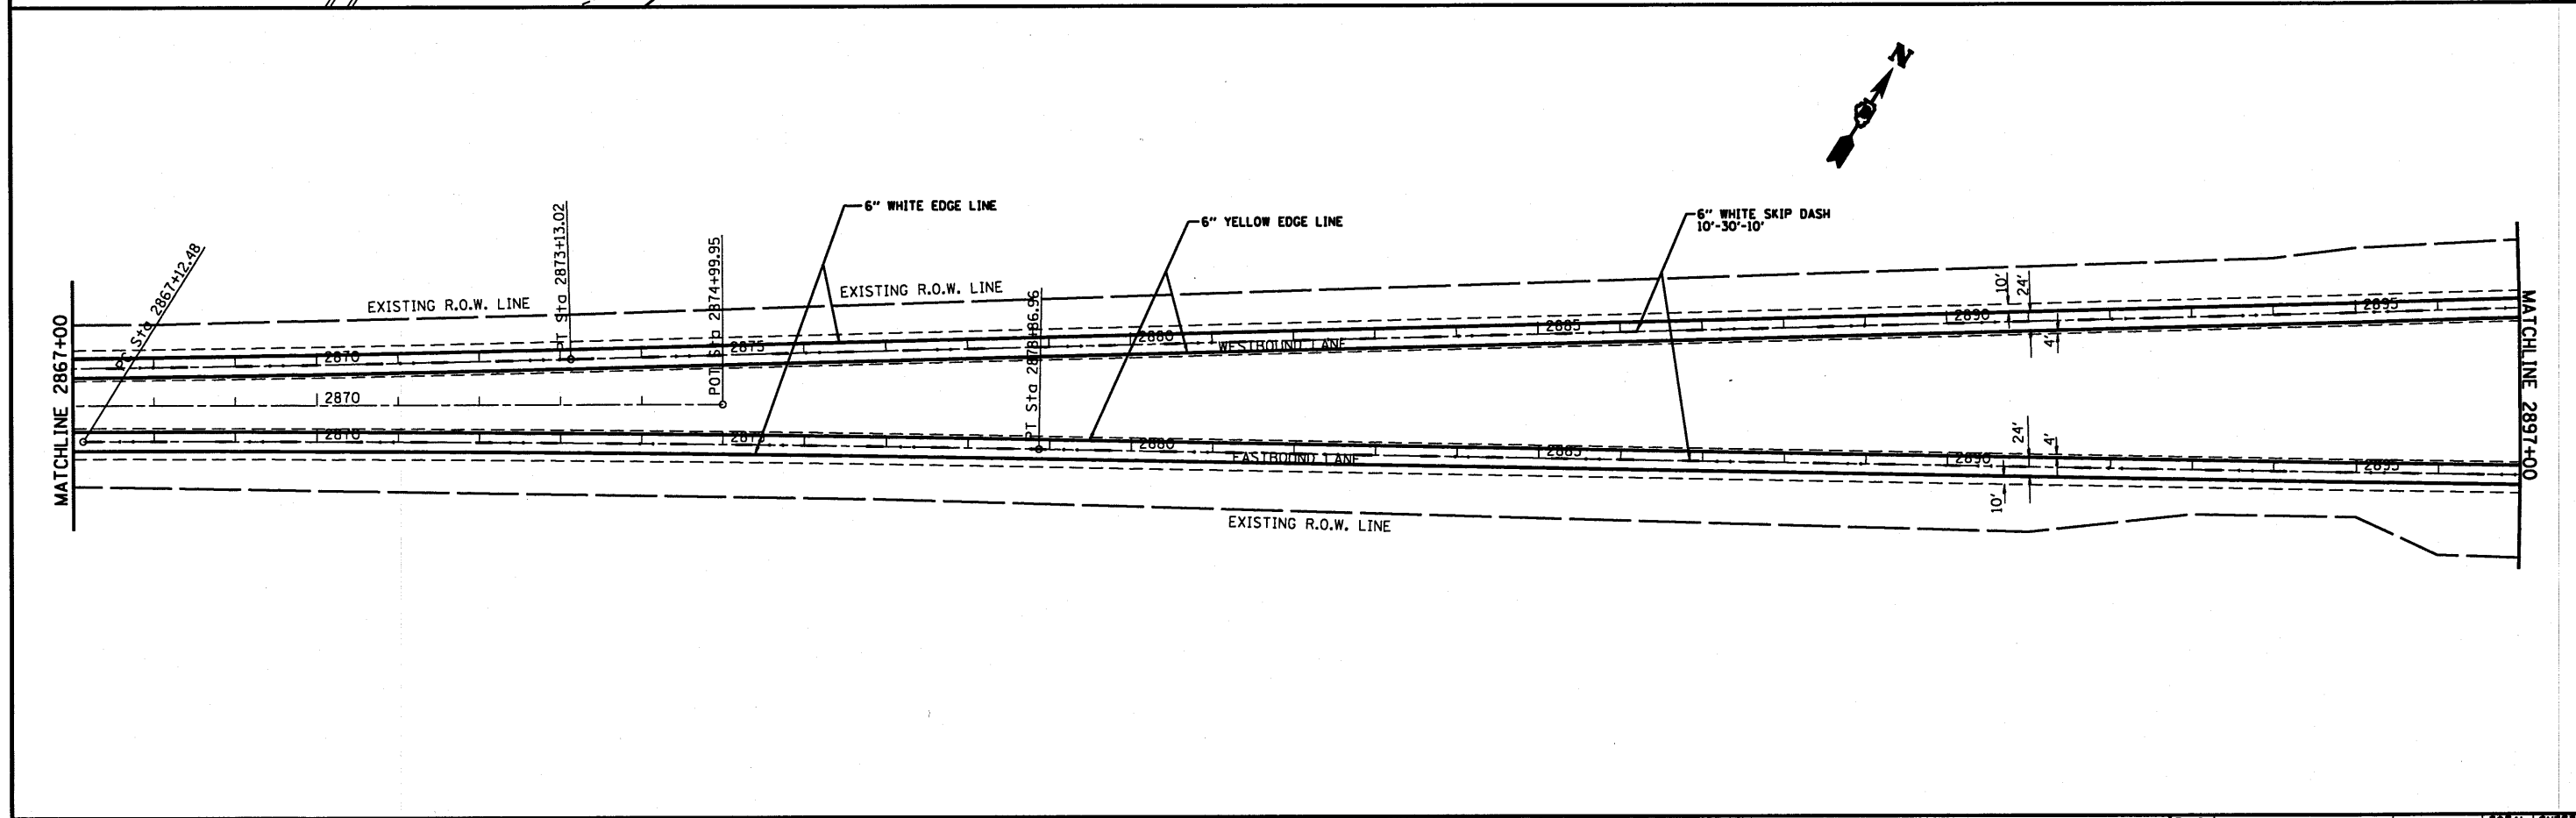 N
6" WHITE EDGE LINE
6" YELLOW EDGE LINE
6" WHITE SKIP DASH
10'-30'-10'
PC Sta 2867+12.48
PT Sta 2873+13.02
POT Sta 2874+99.95
PT Sta 2878+86.96
EXISTING R.O.W. LINE
EXISTING R.O.W. LINE
10'
24'
4'
2870
2875
2880
2885
2890
2895
WESTBOUND LANE
MATCHLINE 2867+00
MATCHLINE 2897+00
2870
2870
2875
2880
2885
2890
2895
EASTBOUND LANE
24'
4'
10'
EXISTING R.O.W. LINE